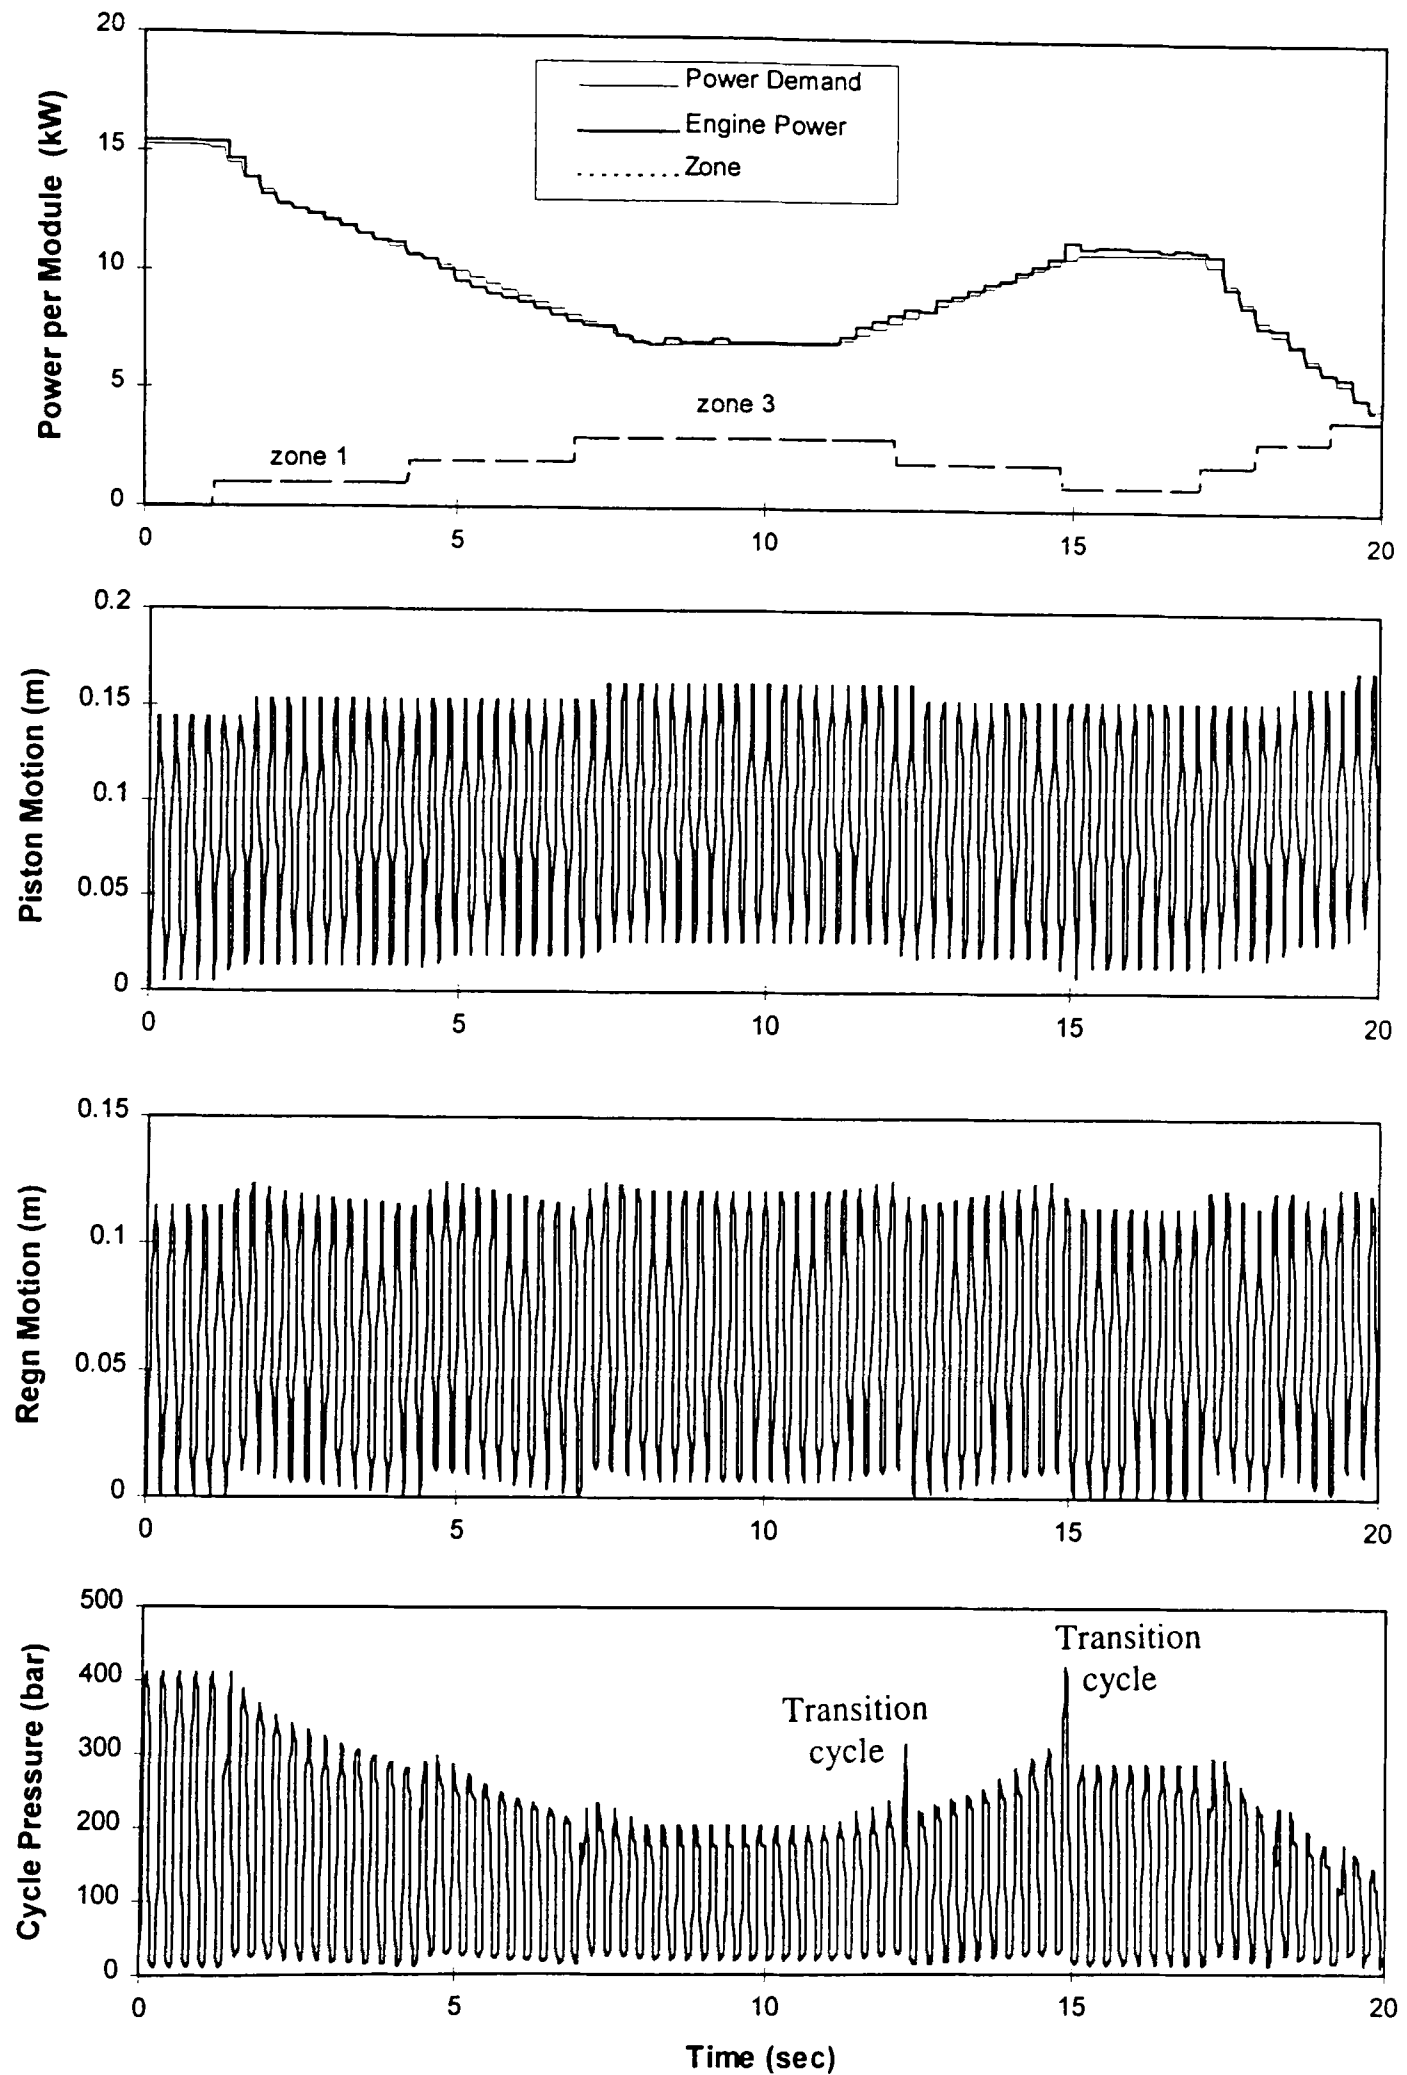 20
Power Demand
Engine Power
Zone
15
10
5
0
Power per Module (kW)
zone 1
zone 3
0 5 10 15 20
0.2
0.15
0.1
0.05
0
Piston Motion (m)
0 5 10 15 20
0.15
0.1
0.05
0
Regn Motion (m)
0 5 10 15 20
500
400
300
200
100
0
Cycle Pressure (bar)
Transition
cycle
Transition
cycle
0 5 10 15 20
Time (sec)